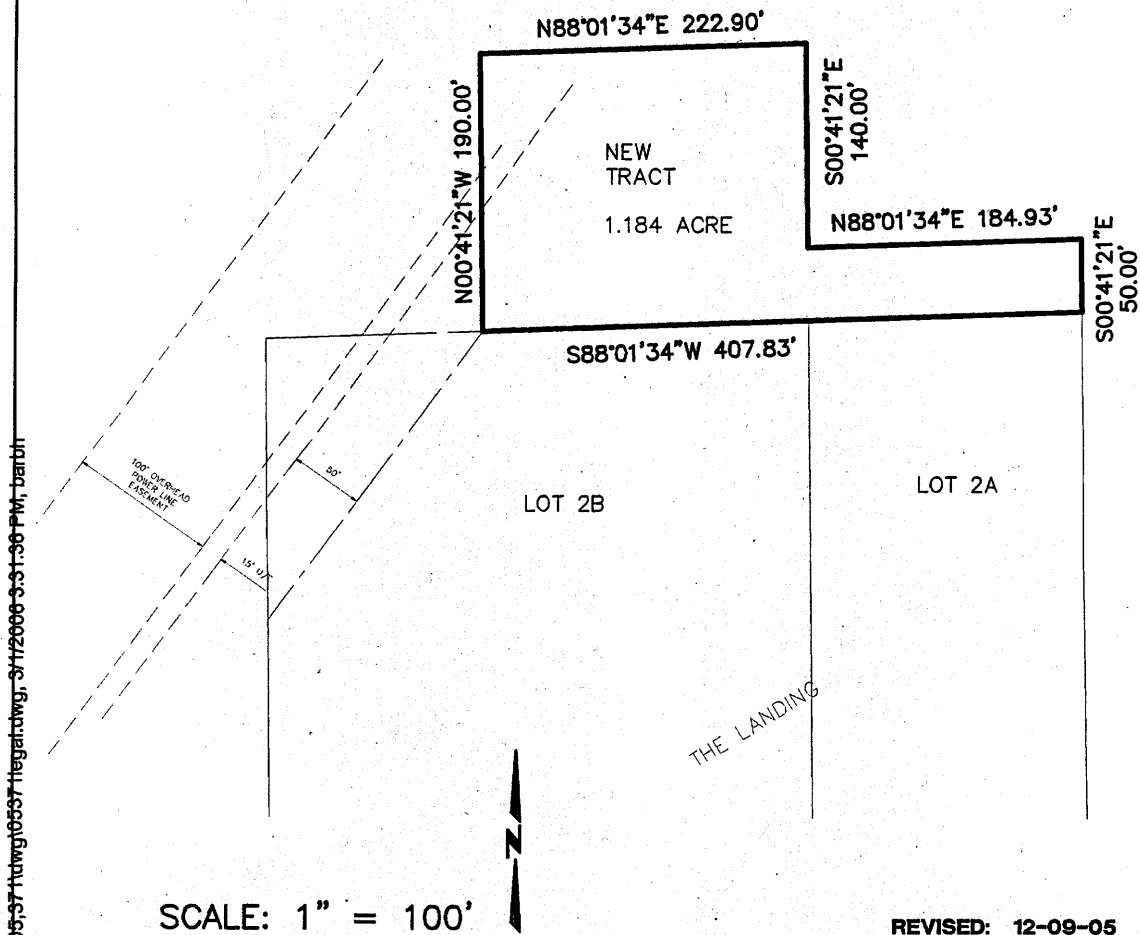 N88°01'34"E 222.90'
N00°41'21"W 190.00'
S00°41'21"E
140.00'
NEW
TRACT
1.184 ACRE
N88°01'34"E 184.93'
S00°41'21"E
50.00'
S88°01'34"W 407.83'
100' OVERHEAD
POWER LINE
EASEMENT
50'
15' U/E
LOT 2B
LOT 2A
THE LANDING
N
SCALE: 1" = 100'
REVISED: 12-09-05